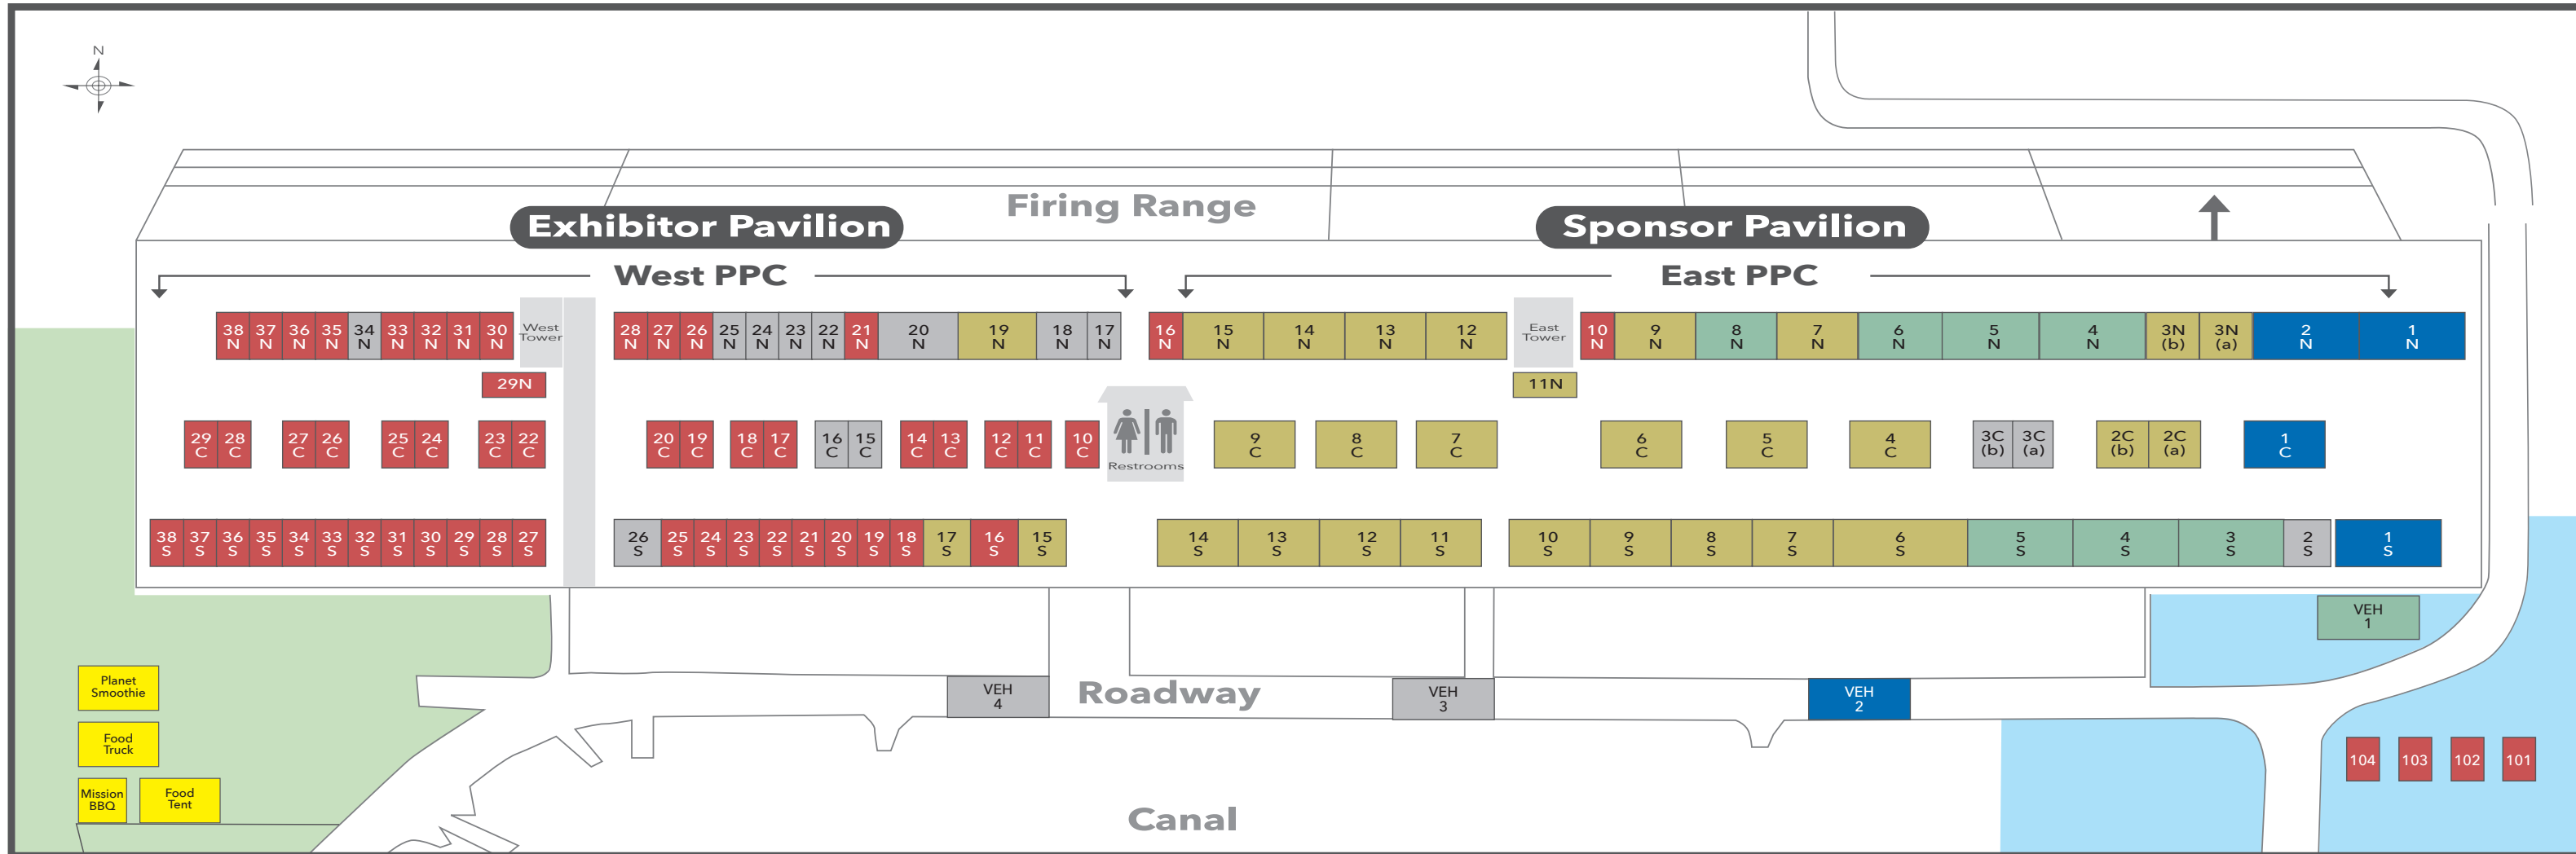 N
Firing Range
Exhibitor Pavilion
Sponsor Pavilion
West PPC
East PPC
38 37 36 35 34 33 32 31 30
N N N N N N N N N
West
Tower
28 27 26 25 24 23 22 21 20 19 18 17
N N N N N N N N N N N N
16 15 14 13 12
N N N N N
East
Tower
10 9 8 7 6 5 4 3N 3N 2 1
N N N N N N N (b) (a) N N
29N
11N
29 28 27 26 25 24 23 22
C C C C C C C C
20 19 18 17 16 15 14 13 12 11 10
C C C C C C C C C C C
Restrooms
9 8 7 6 5 4 3C 3C 2C 2C 1
C C C C C C (b) (a) (b) (a) C
38 37 36 35 34 33 32 31 30 29 28 27
S S S S S S S S S S S S
26 25 24 23 22 21 20 19 18 17 16 15
S S S S S S S S S S S S
14 13 12 11
S S S S
10 9 8 7 6 5 4 3 2 1
S S S S S S S S S S
VEH
1
Planet
Smoothie
VEH
4
Roadway
VEH
3
VEH
2
Food
Truck
104 103 102 101
Mission
BBQ
Food
Tent
Canal